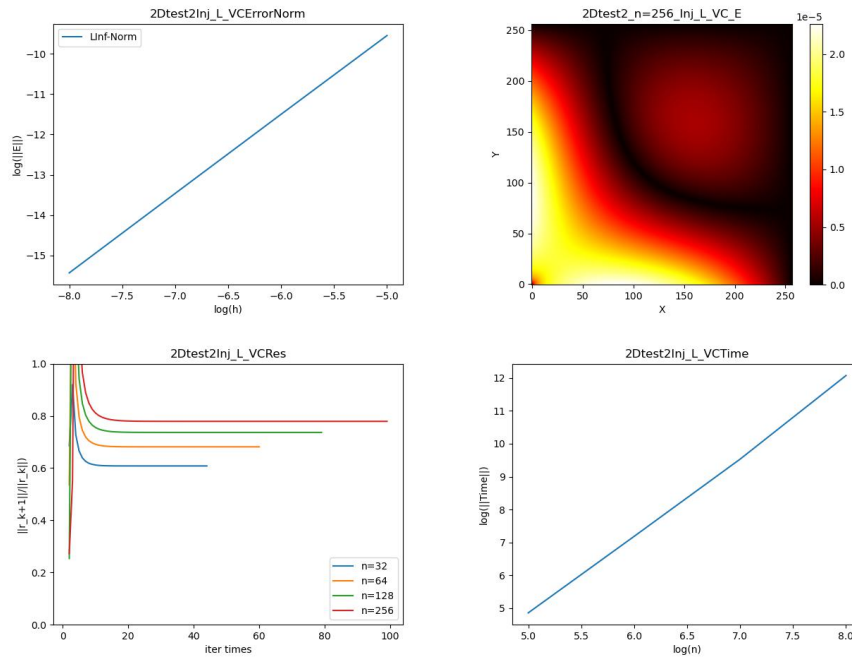 2Dtest2Inj_L_VCErrorNorm
LInf-Norm
log(||E||)
−10
−11
−12
−13
−14
−15
−8.0 −7.5 −7.0 −6.5 −6.0 −5.5 −5.0
log(h)
2Dtest2_n=256_Inj_L_VC_E
1e−5
Y
250
200
150
100
50
0
0 50 100 150 200 250
X
2.0
1.5
1.0
0.5
0.0
2Dtest2Inj_L_VCRes
||r_k+1||/||r_k||
1.0
0.8
0.6
0.4
0.2
0.0
n=32
n=64
n=128
n=256
0 20 40 60 80 100
iter times
2Dtest2Inj_L_VCTime
log(||Time||)
12
11
10
9
8
7
6
5
5.0 5.5 6.0 6.5 7.0 7.5 8.0
log(n)